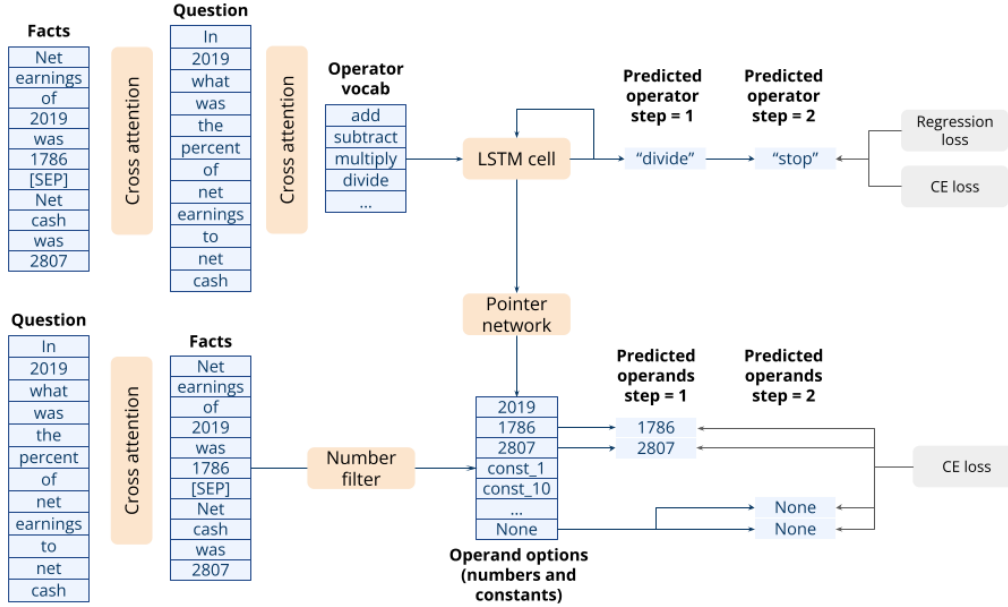 Facts
Net
earnings
of
2019
was
1786
[SEP]
Net
cash
was
2807
Cross attention
Question
In
2019
what
was
the
percent
of
net
earnings
to
net
cash
Cross attention
Operator
vocab
add
subtract
multiply
divide
...
LSTM cell
Predicted
operator
step = 1
“divide”
Predicted
operator
step = 2
“stop”
Regression
loss
CE loss
Pointer
network
Question
In
2019
what
was
the
percent
of
net
earnings
to
net
cash
Cross attention
Facts
Net
earnings
of
2019
was
1786
[SEP]
Net
cash
was
2807
Number
filter
2019
1786
2807
const_1
const_10
...
None
Operand options
(numbers and
constants)
Predicted
operands
step = 1
1786
2807
Predicted
operands
step = 2
None
None
CE loss